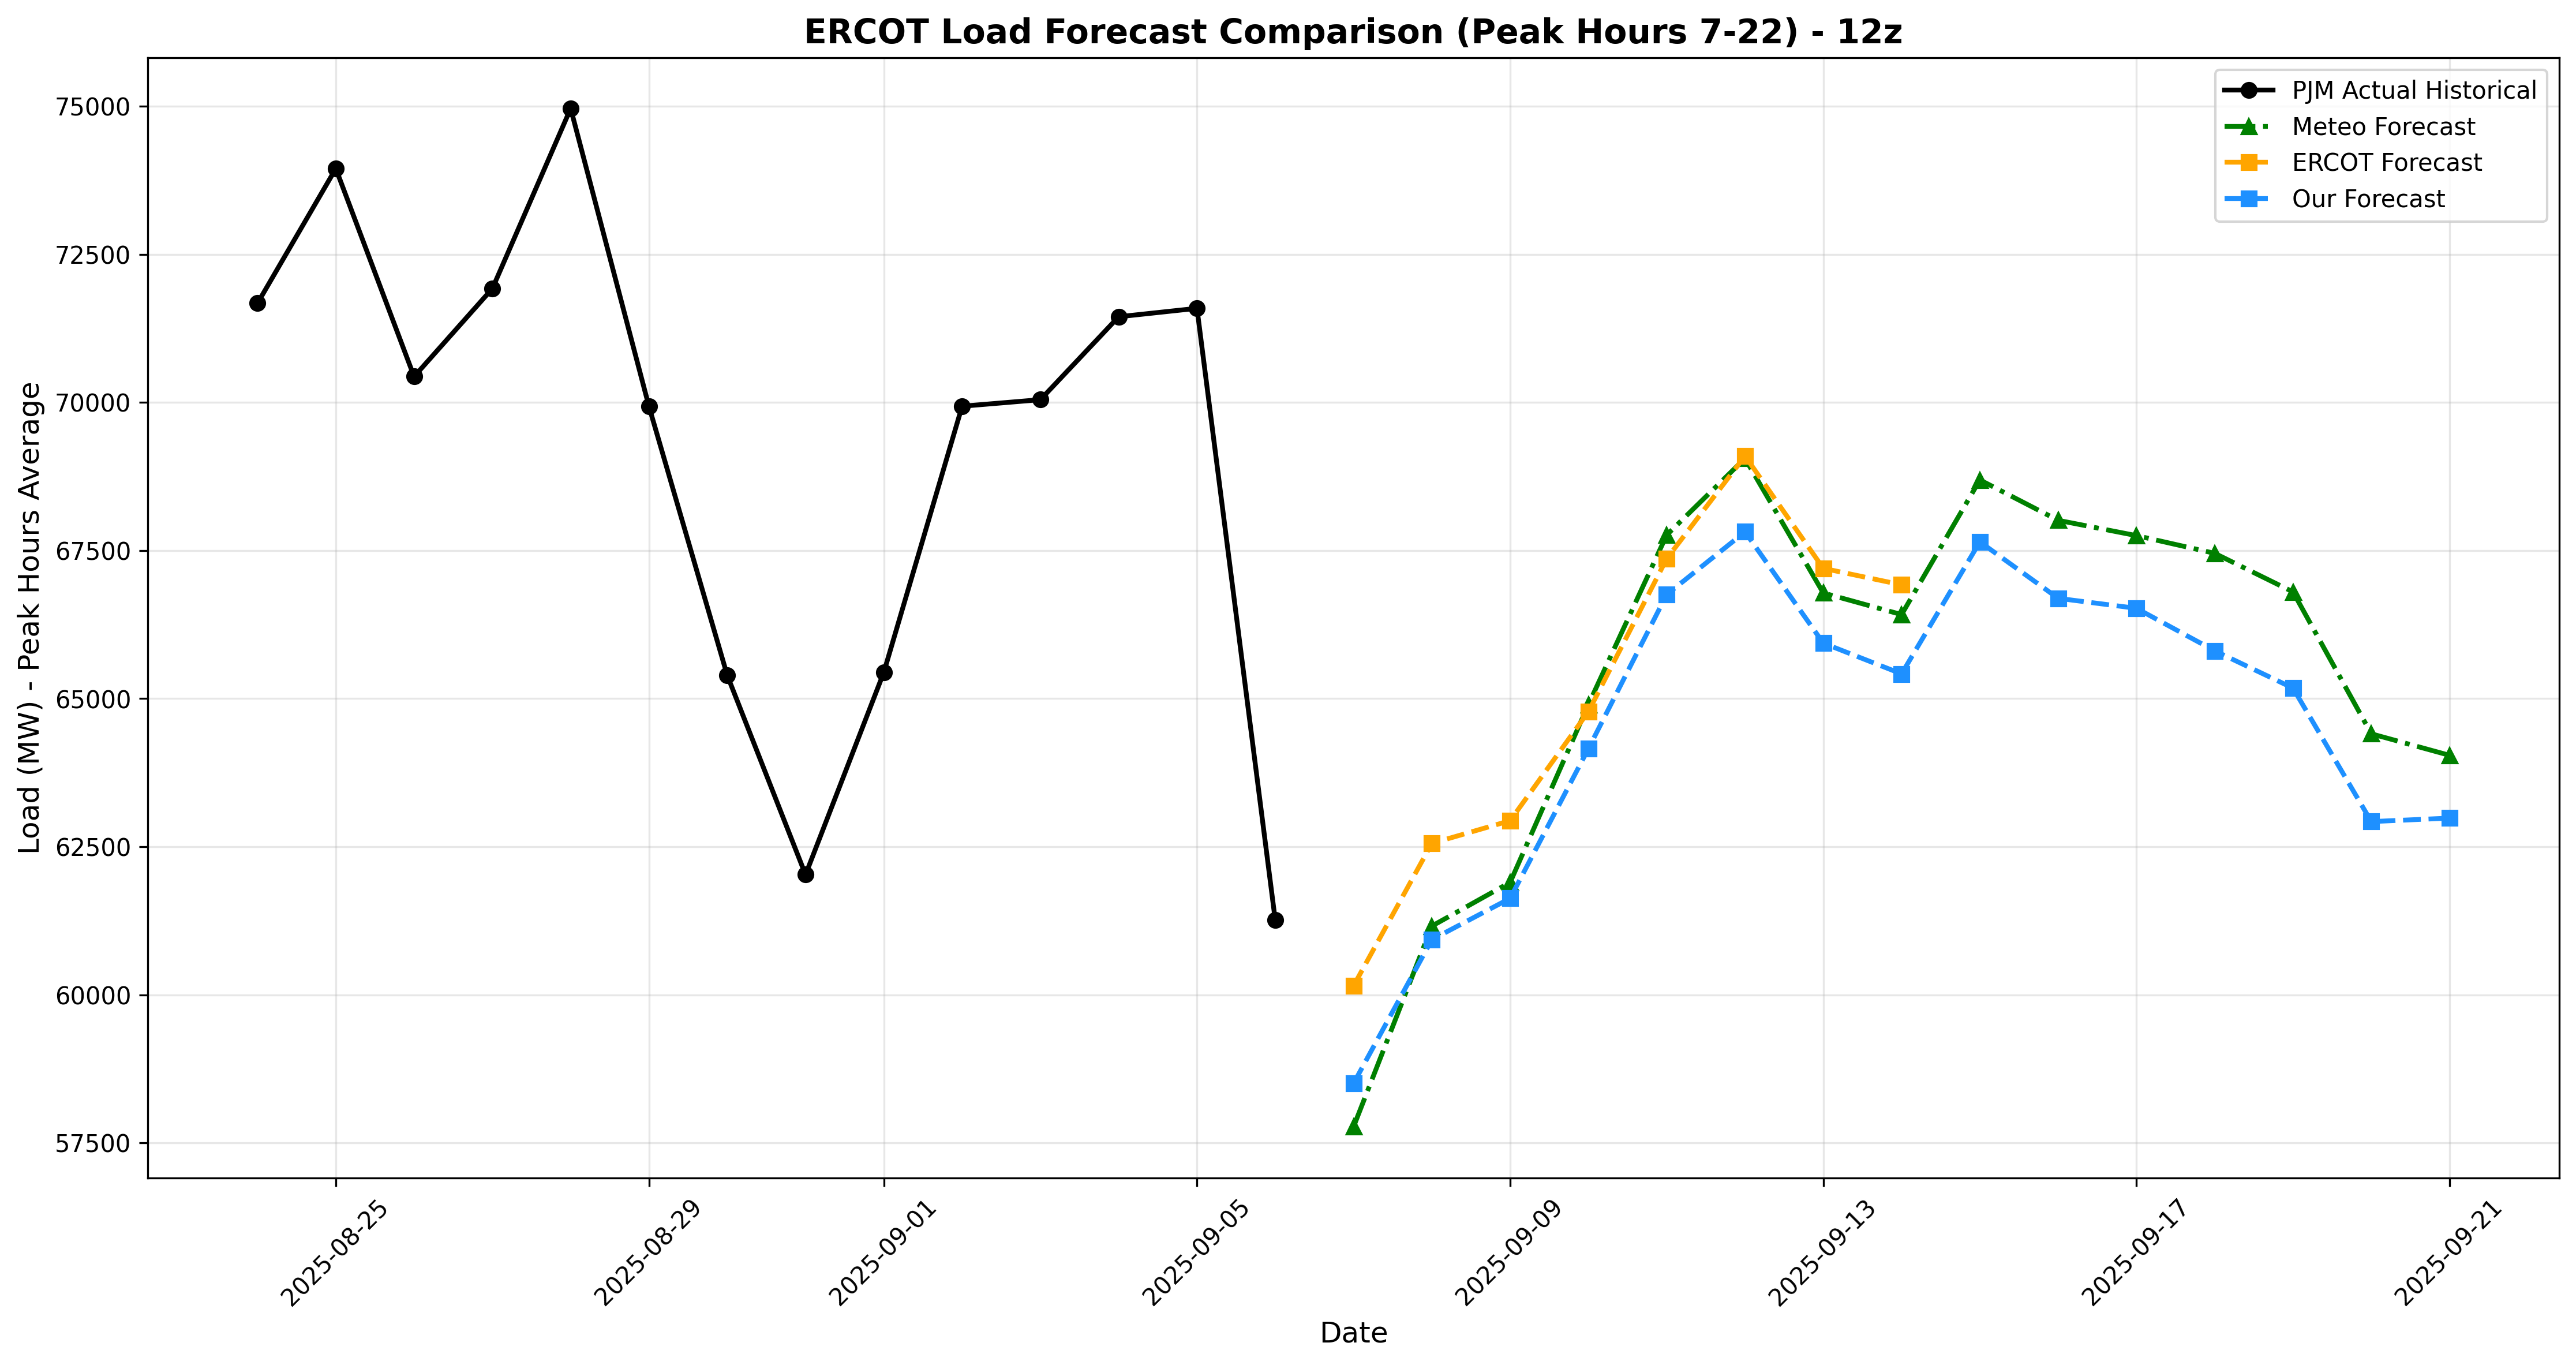 ERCOT Load Forecast Comparison (Peak Hours 7-22) - 12z
PJM Actual Historical
Meteo Forecast
ERCOT Forecast
Our Forecast
Load (MW) - Peak Hours Average
75000
72500
70000
67500
65000
62500
60000
57500
2025-08-25
2025-08-29
2025-09-01
2025-09-05
2025-09-09
2025-09-13
2025-09-17
2025-09-21
Date